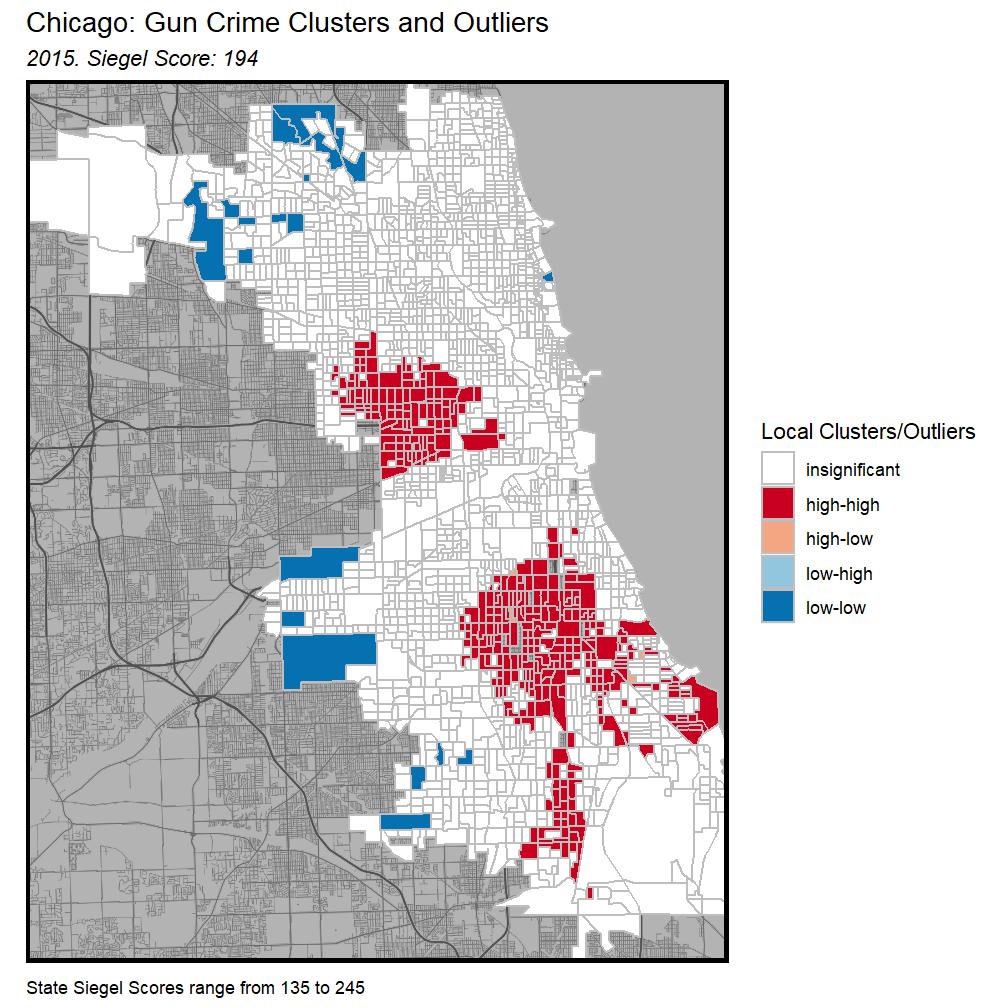 Chicago: Gun Crime Clusters and Outliers
2015. Siegel Score: 194
Local Clusters/Outliers
insignificant
high-high
high-low
low-high
low-low
State Siegel Scores range from 135 to 245